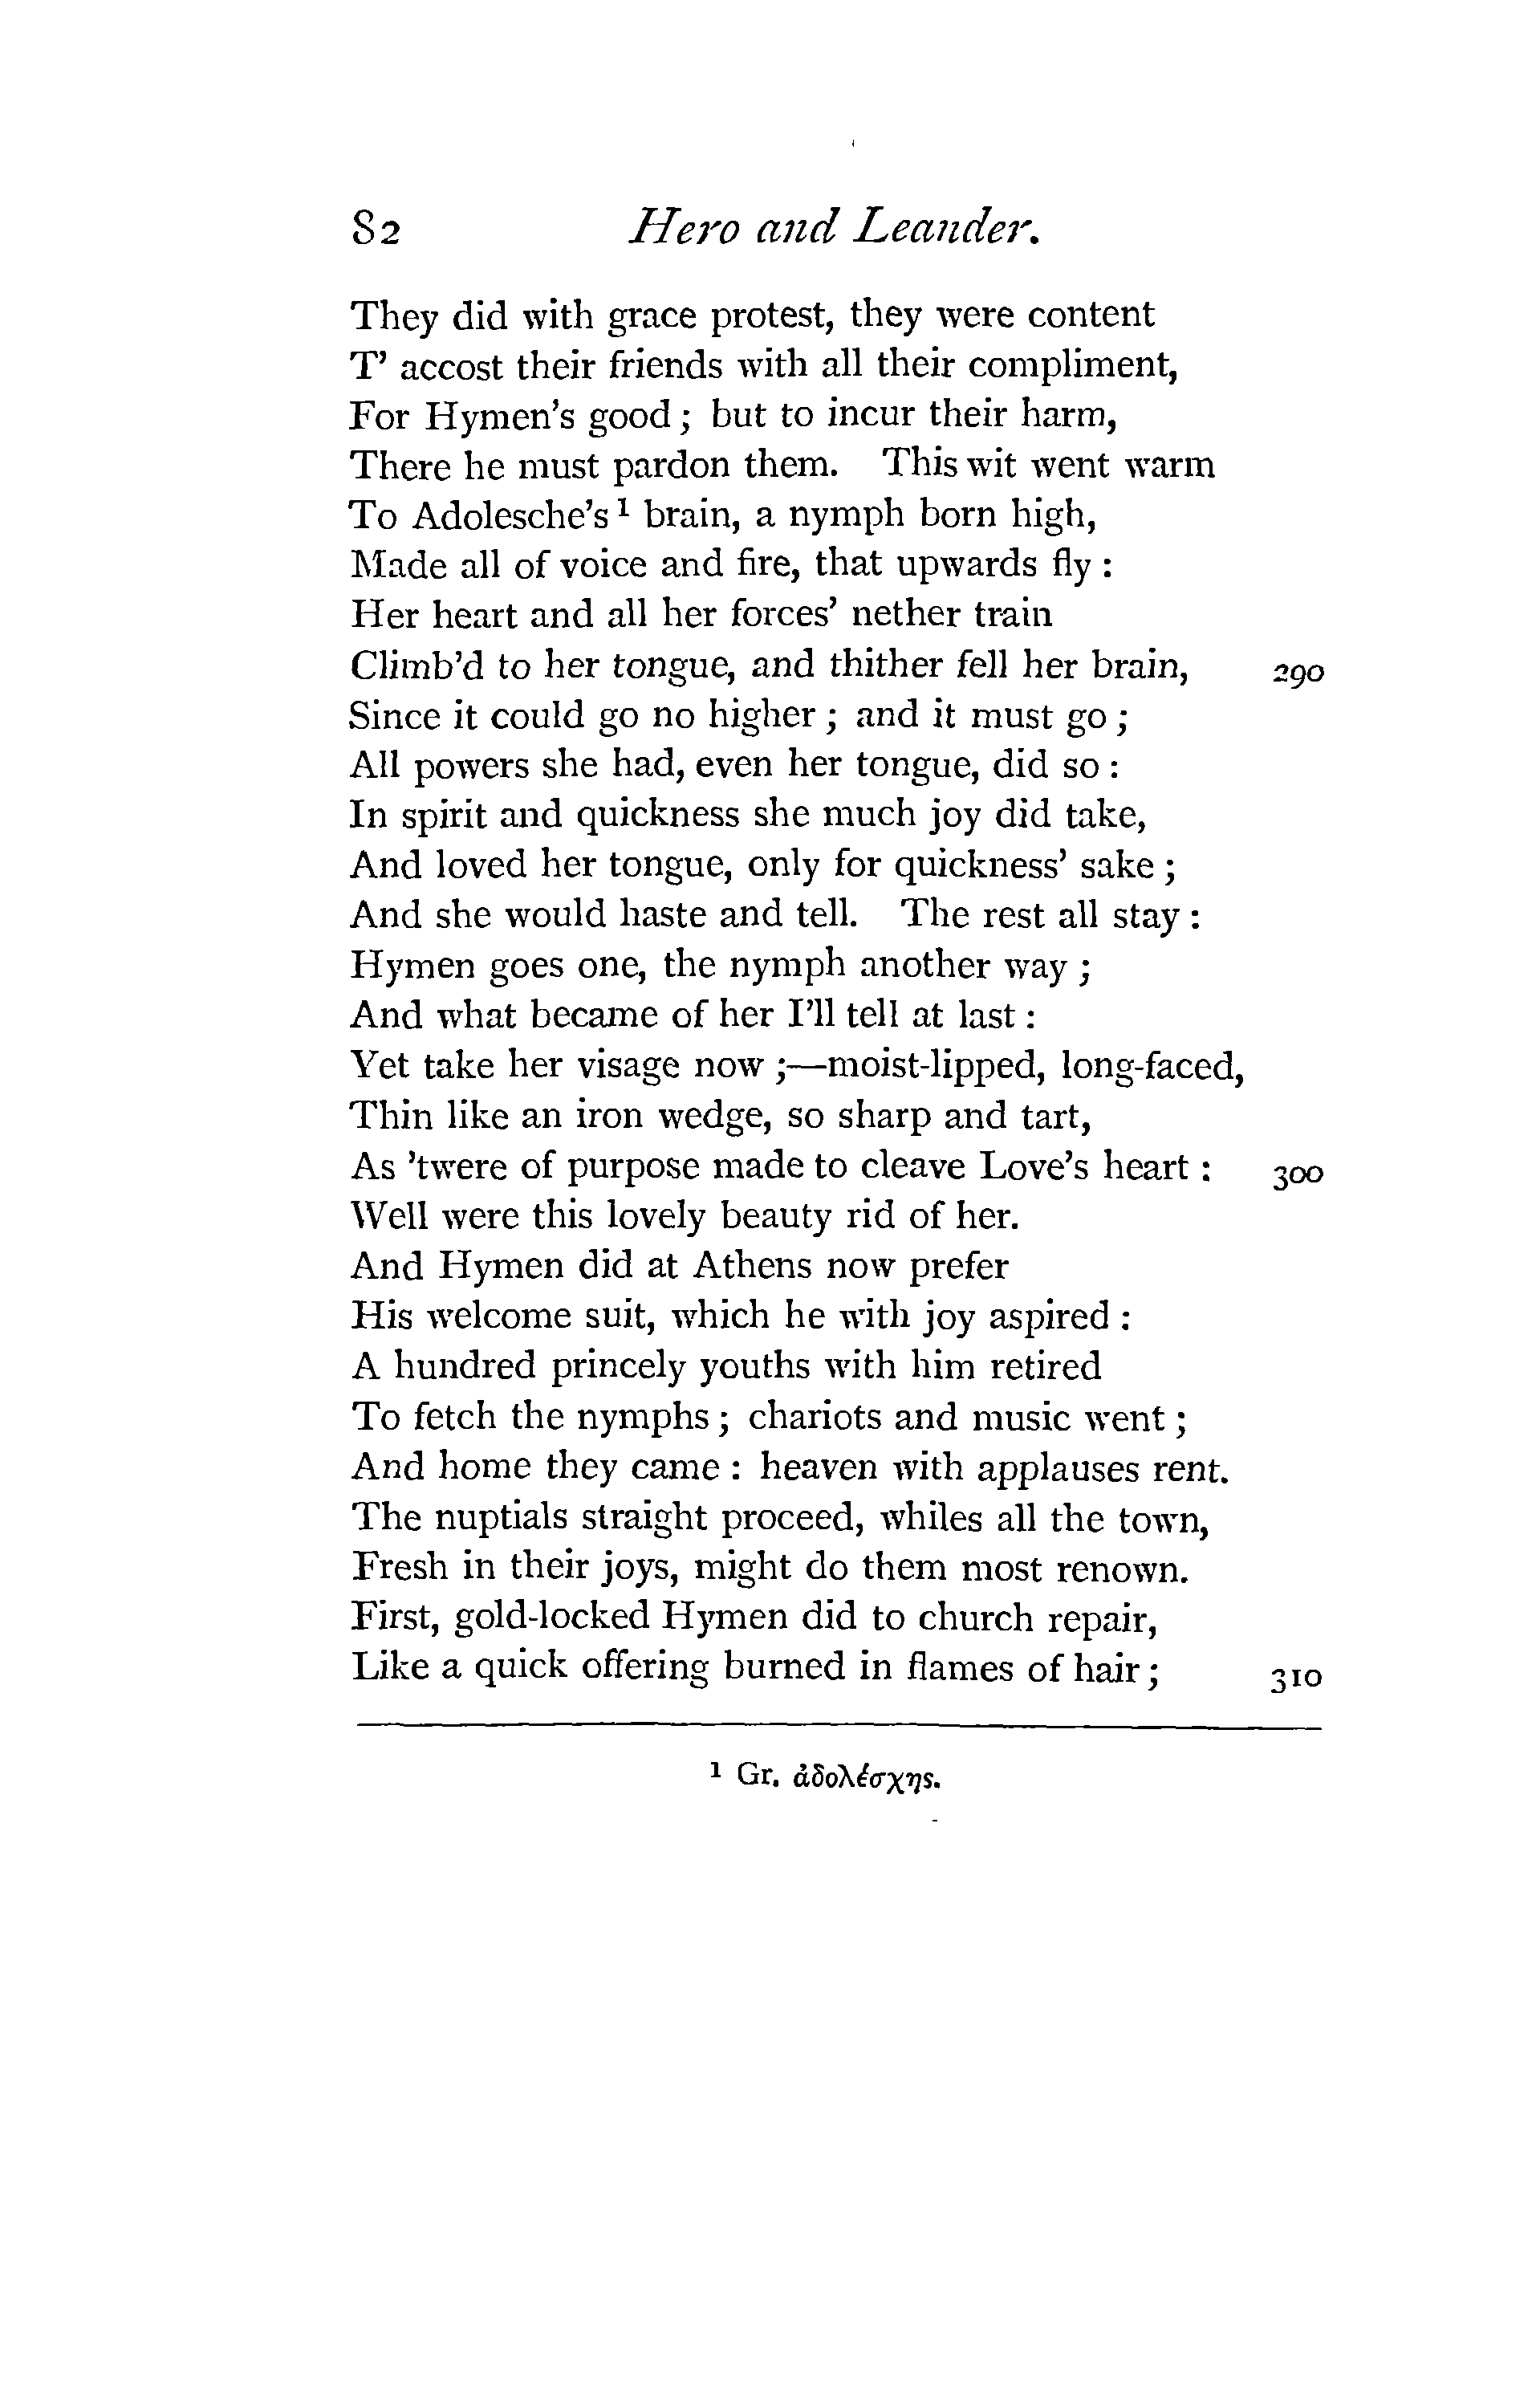 82 Hero and Leander.
They did with grace protest, they were content
T’ accost their friends with all their compliment,
For Hymen’s good ; but to incur their harm,
There he must pardon them. This wit went warm
To Adolesche’s ¹ brain, a nymph born high,
Made all of voice and fire, that upwards fly :
Her heart and all her forces’ nether train
Climb’d to her tongue, and thither fell her brain, 290
Since it could go no higher ; and it must go ;
All powers she had, even her tongue, did so :
In spirit and quickness she much joy did take,
And loved her tongue, only for quickness’ sake ;
And she would haste and tell. The rest all stay :
Hymen goes one, the nymph another way ;
And what became of her I’ll tell at last :
Yet take her visage now ;—moist-lipped, long-faced,
Thin like an iron wedge, so sharp and tart,
As ’twere of purpose made to cleave Love’s heart : 300
Well were this lovely beauty rid of her.
And Hymen did at Athens now prefer
His welcome suit, which he with joy aspired :
A hundred princely youths with him retired
To fetch the nymphs ; chariots and music went ;
And home they came : heaven with applauses rent.
The nuptials straight proceed, whiles all the town,
Fresh in their joys, might do them most renown.
First, gold-locked Hymen did to church repair,
Like a quick offering burned in flames of hair ; 310
¹ Gr. ἀδολέσχης.